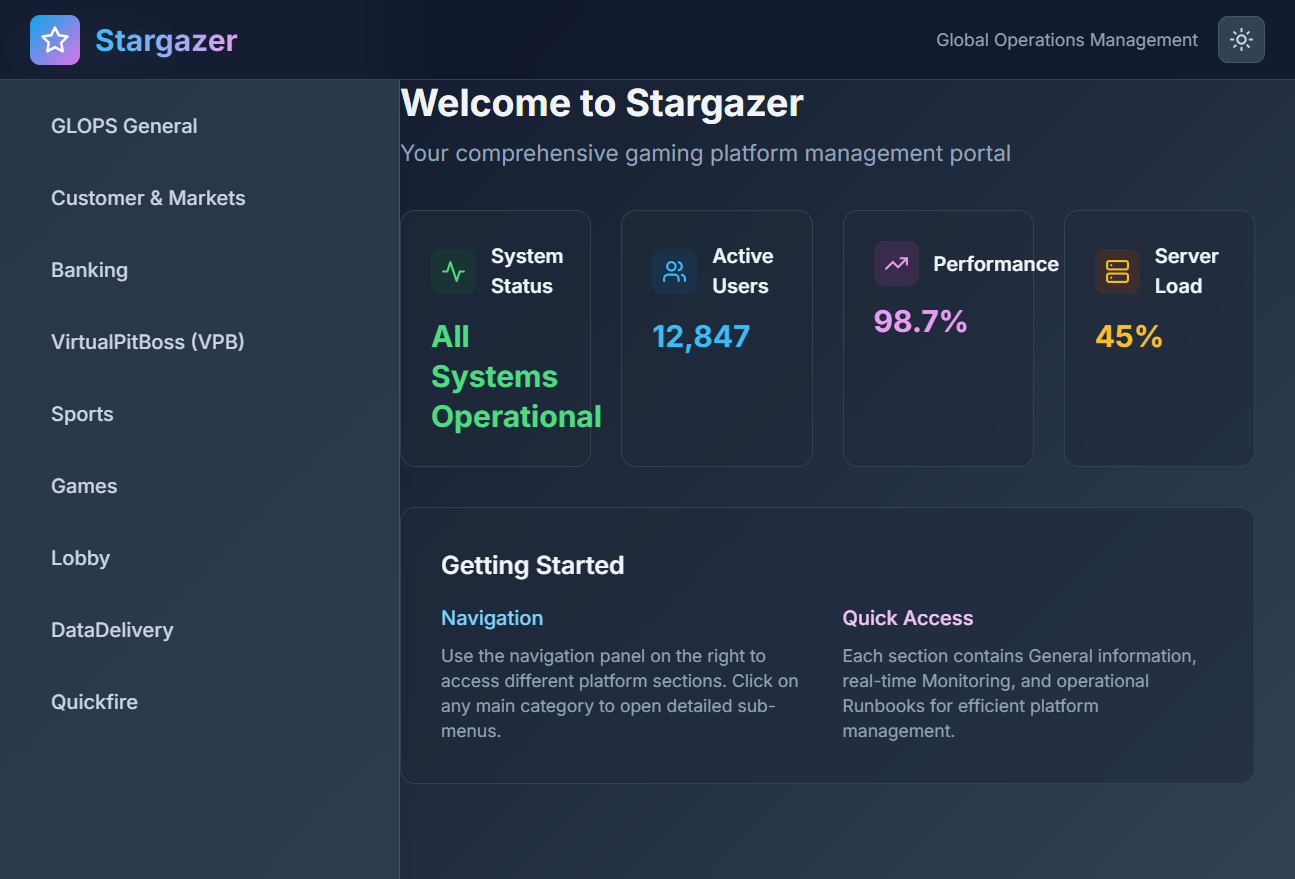 Stargazer
Global Operations Management
GLOPS General
Customer & Markets
Banking
VirtualPitBoss (VPB)
Sports
Games
Lobby
DataDelivery
Quickfire
Welcome to Stargazer
Your comprehensive gaming platform management portal
System
Status
All
Systems
Operational
Active
Users
12,847
Performance
98.7%
Server
Load
45%
Getting Started
Navigation
Use the navigation panel on the right to
access different platform sections. Click on
any main category to open detailed sub-
menus.
Quick Access
Each section contains General information,
real-time Monitoring, and operational
Runbooks for efficient platform
management.